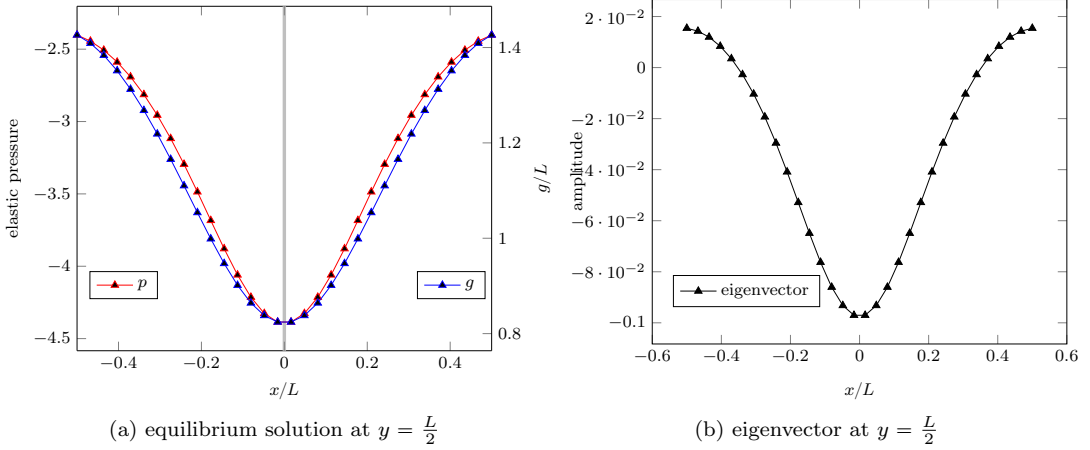 −2.5
−3
−3.5
−4
−4.5
elastic pressure
−0.4
−0.2
0
0.2
0.4
x/L
1.4
1.2
1
0.8
g/L
p
g
(a) equilibrium solution at y = L/2
2 · 10⁻²
0
−2 · 10⁻²
−4 · 10⁻²
−6 · 10⁻²
−8 · 10⁻²
−0.1
amplitude
−0.6
−0.4
−0.2
0
0.2
0.4
0.6
x/L
eigenvector
(b) eigenvector at y = L/2